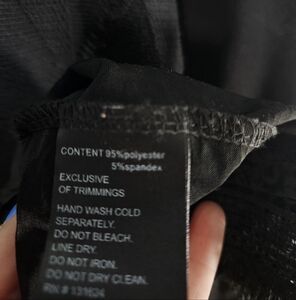 CONTENT 95%polyester
5%spandex
EXCLUSIVE
OF TRIMMINGS
HAND WASH COLD
SEPARATELY.
DO NOT BLEACH.
LINE DRY.
DO NOT IRON.
DO NOT DRY CLEAN.
RN # 131624